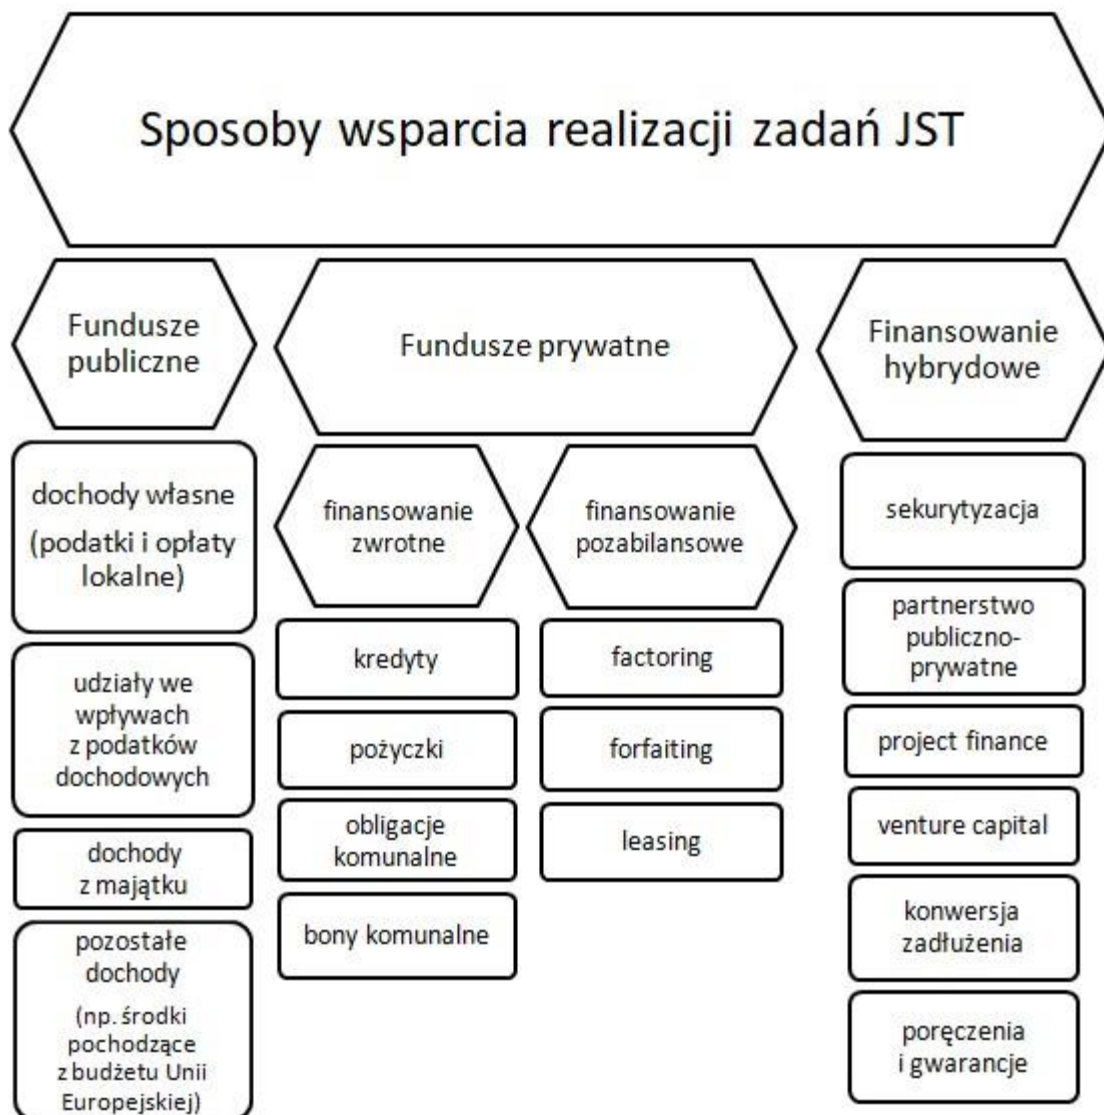 Sposoby wsparcia realizacji zadań JST
Fundusze
publiczne
dochody własne
(podatki i opłaty
lokalne)
udziały we
wpływach
z podatków
dochodowych
dochody
z majątku
pozostałe
dochody
(np. środki
pochodzące
z budżetu Unii
Europejskiej)
Fundusze prywatne
finansowanie
zwrotne
kredyty
pożyczki
obligacje
komunalne
bony komunalne
finansowanie
pozabilansowe
factoring
forfaiting
leasing
Finansowanie
hybrydowe
sekurytyzacja
partnerstwo
publiczno-
prywatne
project finance
venture capital
konwersja
zadłużenia
poręczenia
i gwarancje